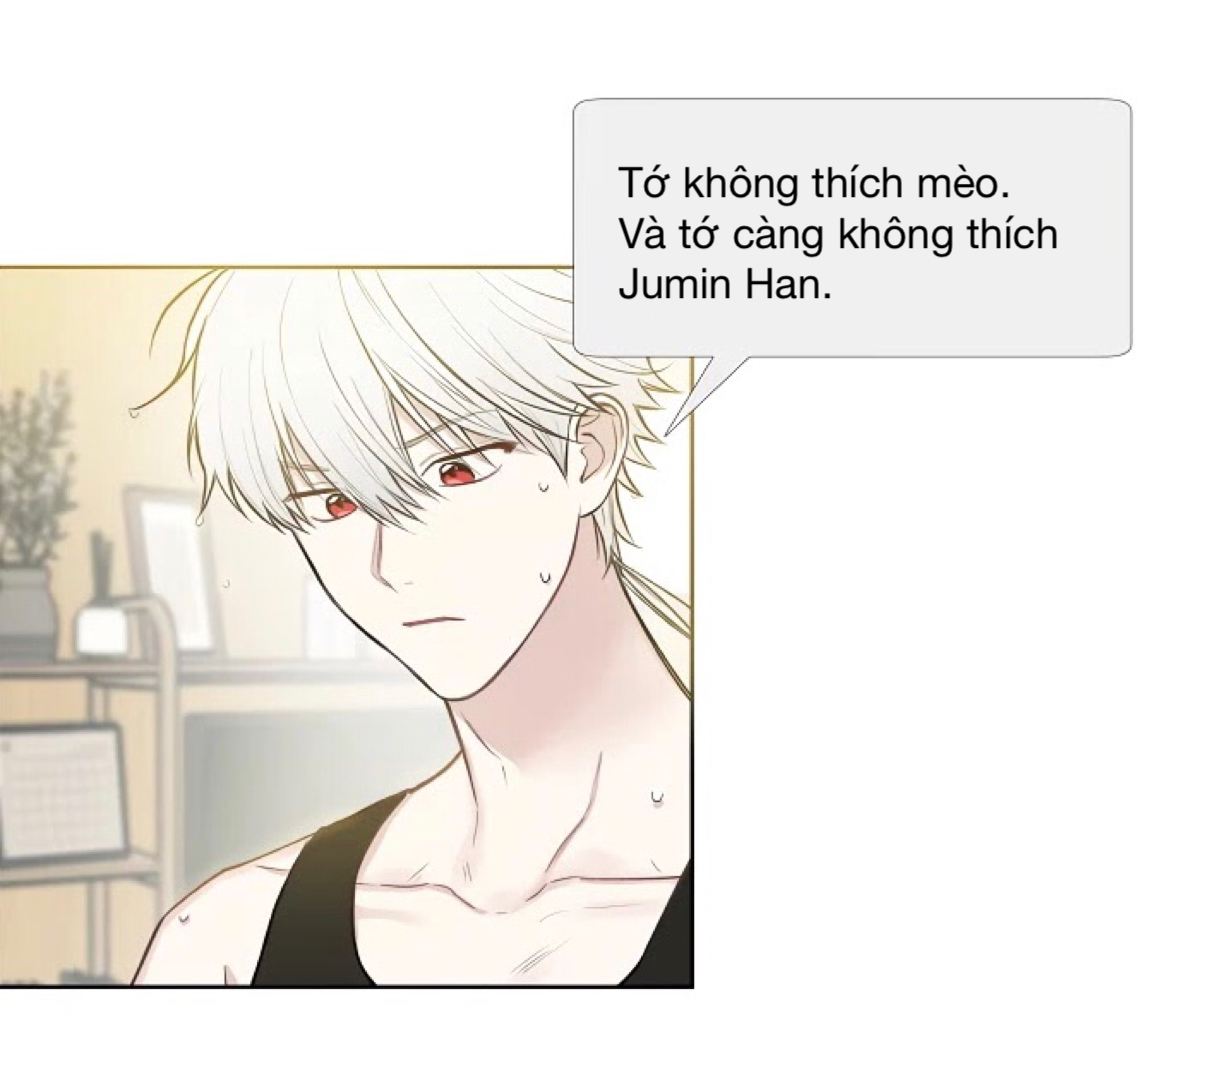 Tớ không thích mèo.
Và tớ càng không thích
Jumin Han.